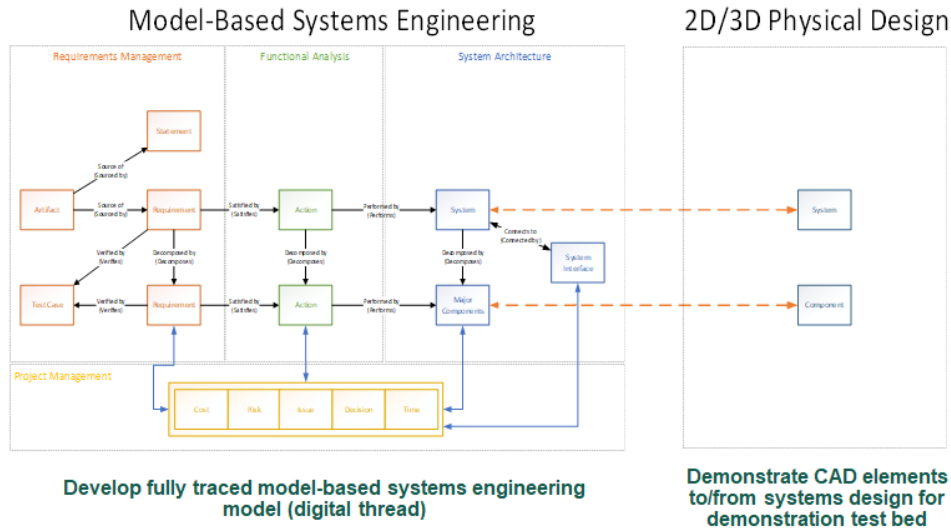 Model-Based Systems Engineering
2D/3D Physical Design
Requirements Management
Functional Analysis
System Architecture
Statement
Source of
(Sourced by)
Artifact
Source of
(Sourced by)
Requirement
Satisfied by
(Satisfies)
Action
Performed by
(Performs)
System
System
Connects to
(Connected by)
Verified by
(Verifies)
Decomposed by
(Decomposes)
Decomposed by
(Decomposes)
Decomposed by
(Decomposes)
System
Interface
Test Case
Verified by
(Verifies)
Requirement
Satisfied by
(Satisfies)
Action
Performed by
(Performs)
Major
Components
Component
Project Management
Cost
Risk
Issue
Decision
Time
Develop fully traced model-based systems engineering
model (digital thread)
Demonstrate CAD elements
to/from systems design for
demonstration test bed